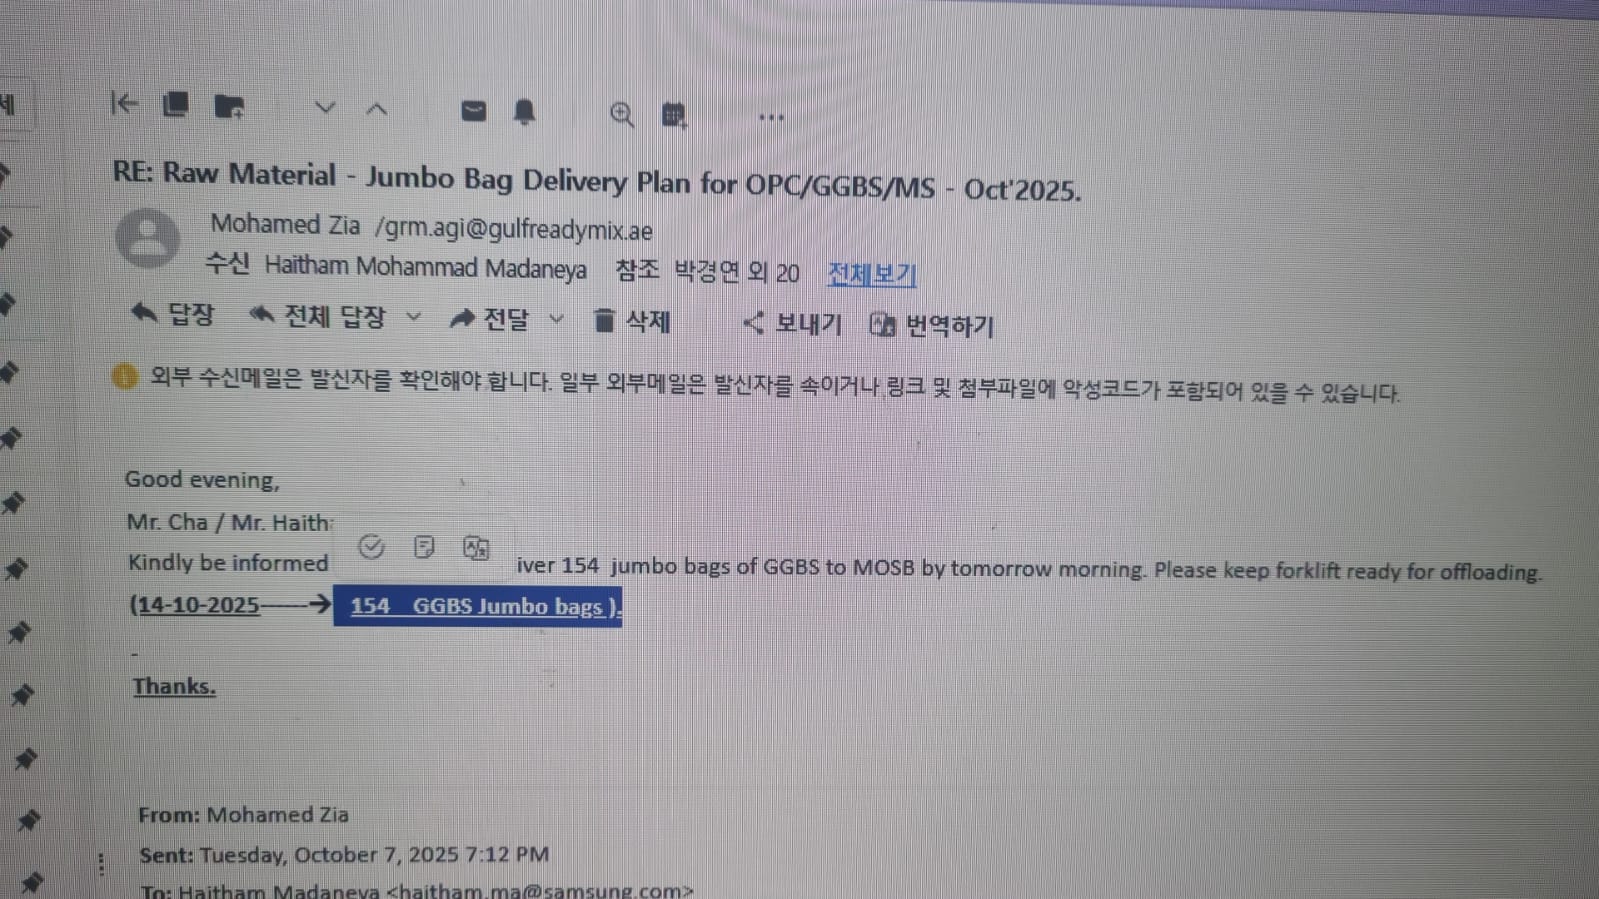 RE: Raw Material - Jumbo Bag Delivery Plan for OPC/GGBS/MS - Oct'2025.
Mohamed Zia /grm.agi@gulfreadymix.ae
수신 Haitham Mohammad Madaneya 참조 박경연 외 20 전체보기
답장 전체 답장 전달 삭제 보내기 번역하기
외부 수신메일은 발신자를 확인해야 합니다. 일부 외부메일은 발신자를 속이거나 링크 및 첨부파일에 악성코드가 포함되어 있을 수 있습니다.
Good evening,
Mr. Cha / Mr. Haith
Kindly be informed iver 154 jumbo bags of GGBS to MOSB by tomorrow morning. Please keep forklift ready for offloading.
(14-10-2025------→ 154 GGBS Jumbo bags ).
-
Thanks.
From: Mohamed Zia
Sent: Tuesday, October 7, 2025 7:12 PM
To: Haitham Madaneya <haitham.ma@samsung.com>